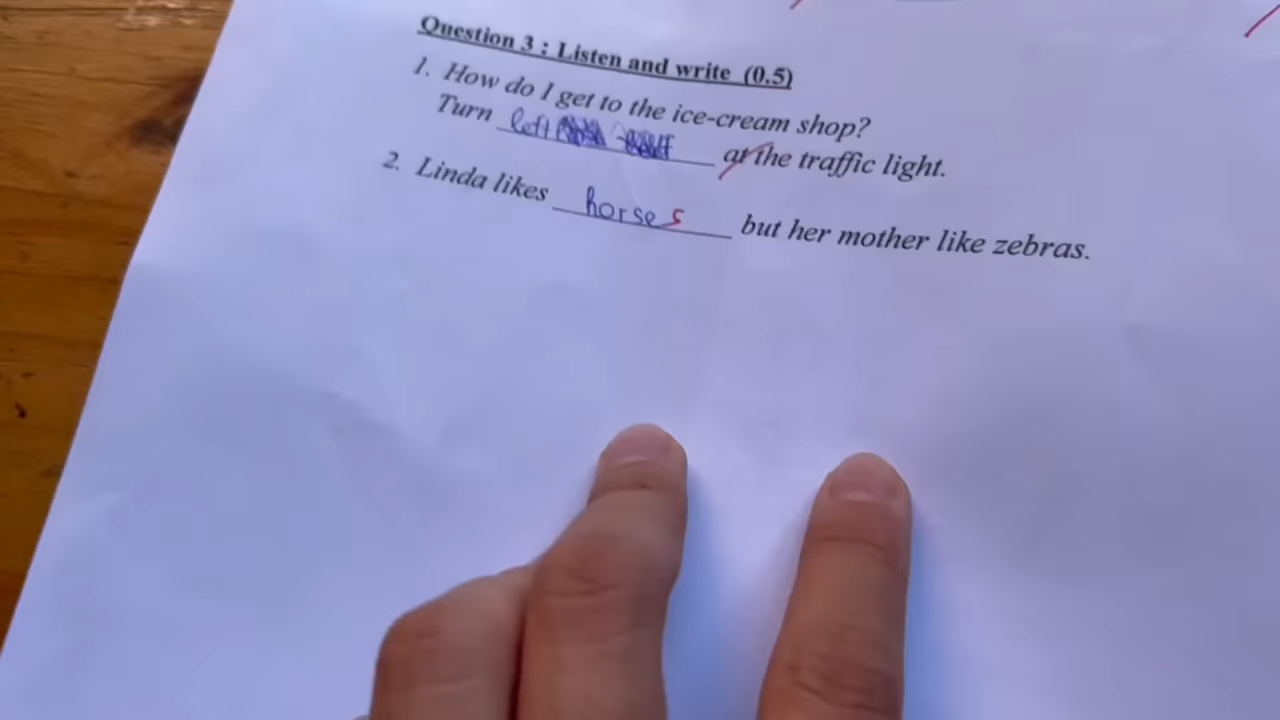 Question 3 : Listen and write (0.5)
1. How do I get to the ice-cream shop?
Turn left at the traffic light.
2. Linda likes horses but her mother like zebras.